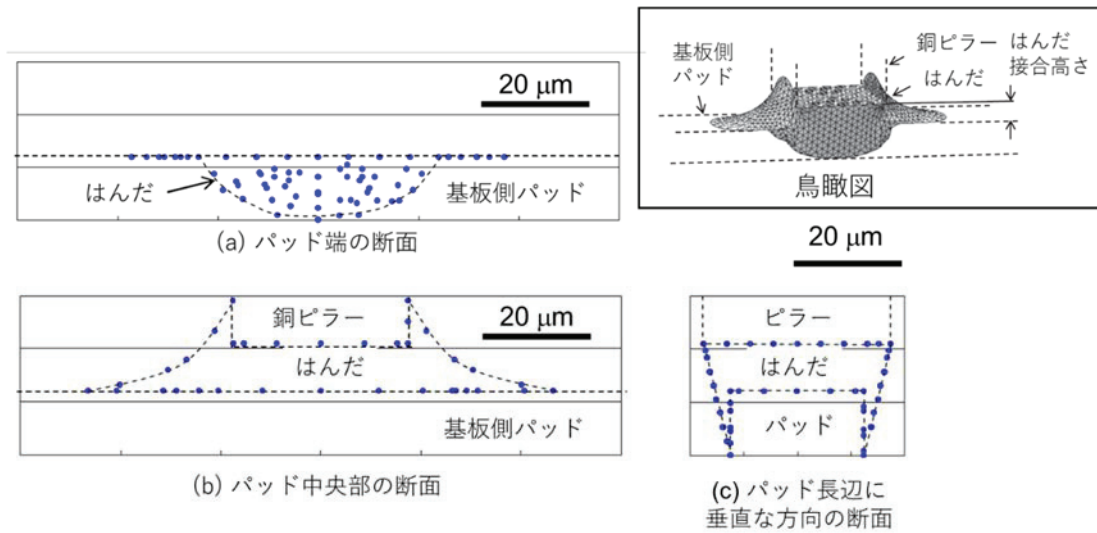 20 μm
はんだ
基板側パッド
(a) パッド端の断面
基板側
パッド
銅ピラー
はんだ
はんだ
接合高さ
鳥瞰図
銅ピラー
20 μm
はんだ
基板側パッド
(b) パッド中央部の断面
20 μm
ピラー
はんだ
パッド
(c) パッド長辺に
垂直な方向の断面